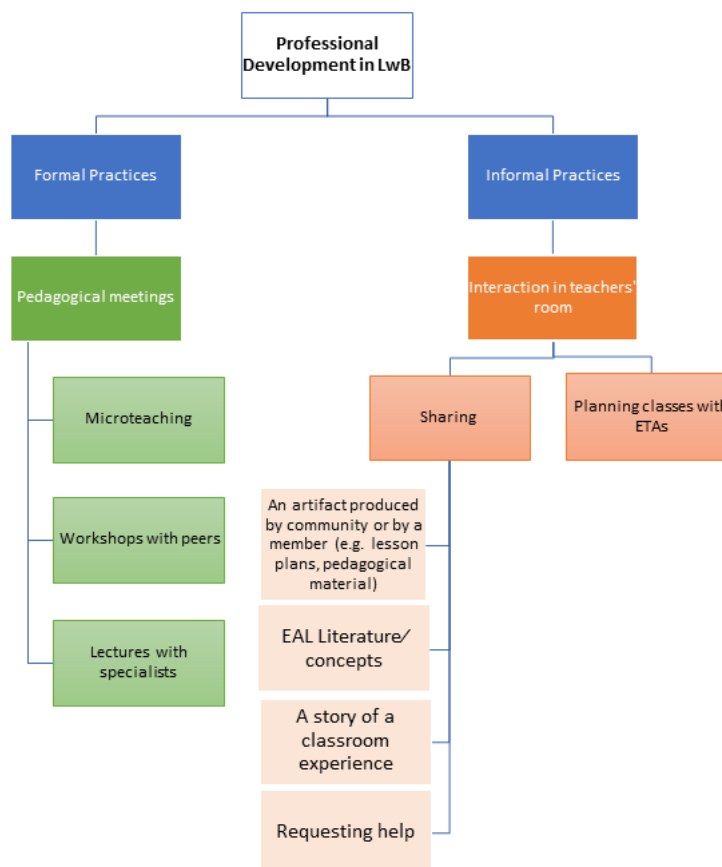 Professional
Development in LwB
Formal Practices
Informal Practices
Pedagogical meetings
Interaction in teachers'
room
Microteaching
Workshops with peers
Lectures with
specialists
Sharing
Planning classes with
ETAs
An artifact produced
by community or by a
member (e.g. lesson
plans, pedagogical
material)
EAL Literature/
concepts
A story of a
classroom
experience
Requesting help